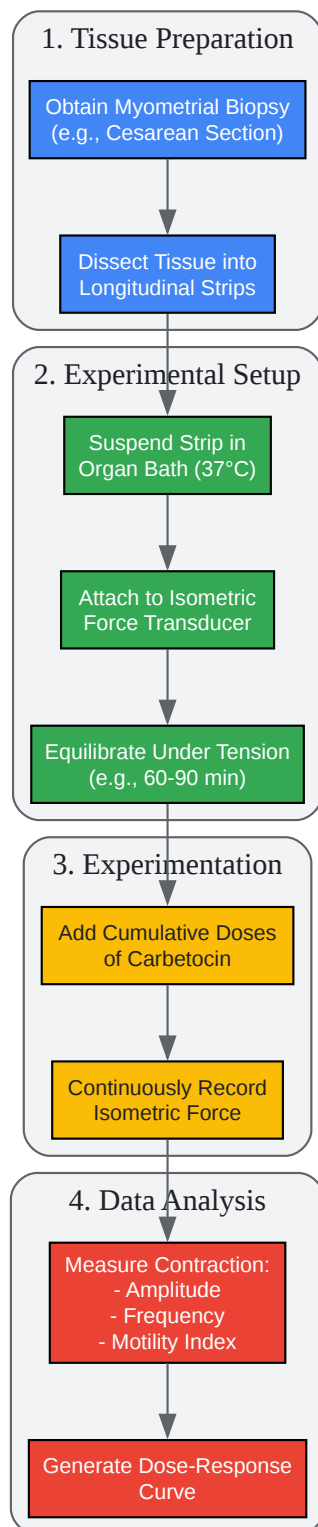 1. Tissue Preparation
Obtain Myometrial Biopsy
(e.g., Cesarean Section)
Dissect Tissue into
Longitudinal Strips
2. Experimental Setup
Suspend Strip in
Organ Bath (37°C)
Attach to Isometric
Force Transducer
Equilibrate Under Tension
(e.g., 60-90 min)
3. Experimentation
Add Cumulative Doses
of Carbetocin
Continuously Record
Isometric Force
4. Data Analysis
Measure Contraction:
- Amplitude
- Frequency
- Motility Index
Generate Dose-Response
Curve